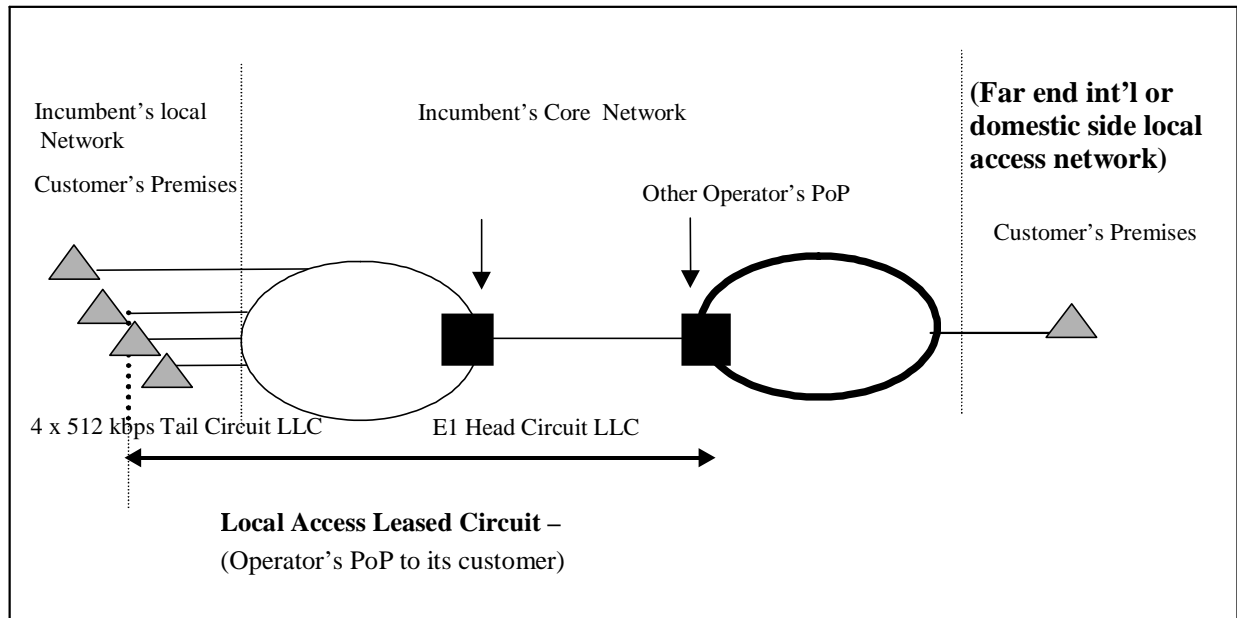 Incumbent's local
Network
Customer's Premises
Incumbent's Core Network
Other Operator's PoP
(Far end int'l or
domestic side local
access network)
Customer's Premises
4 x 512 kbps Tail Circuit LLC
E1 Head Circuit LLC
Local Access Leased Circuit –
(Operator's PoP to its customer)